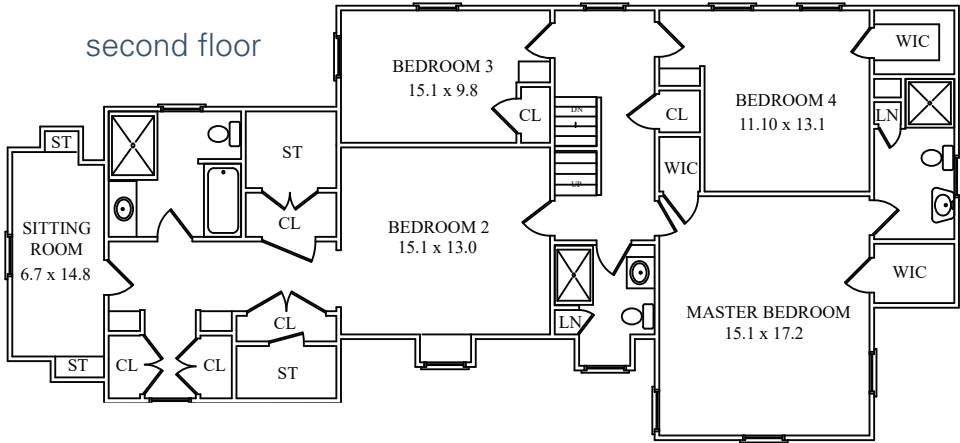 second floor
BEDROOM 3
15.1 x 9.8
CL
DN
UP
CL
WIC
BEDROOM 4
11.10 x 13.1
WIC
LN
ST
ST
CL
SITTING
ROOM
6.7 x 14.8
BEDROOM 2
15.1 x 13.0
WIC
MASTER BEDROOM
15.1 x 17.2
LN
CL
ST
CL
CL
ST